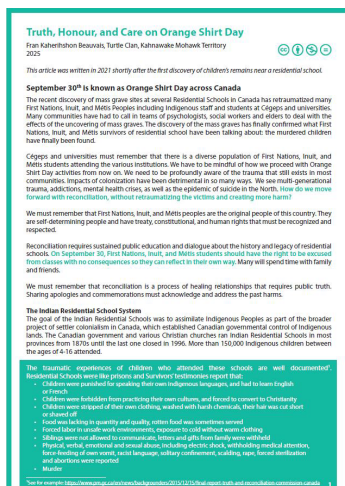 Truth, Honour, and Care on Orange Shirt Day
Fran Kaherihshon Beauvais, Turtle Clan, Kahnawake Mohawk Territory
2025
This article was written in 2021 shortly after the first discovery of children's remains near a residential school.
September 30th is known as Orange Shirt Day across Canada
The recent discovery of mass grave sites at several Residential Schools in Canada has retraumatized many
First Nations, Inuit, and Métis Peoples including Indigenous staff and students at Cégeps and universities.
Many communities have had to call in teams of psychologists, social workers and elders to deal with the
effects of the uncovering of mass graves. The discovery of the mass graves has finally confirmed what First
Nations, Inuit, and Métis survivors of residential school have been talking about: the murdered children
have finally been found.
Cégeps and universities must remember that there is a diverse population of First Nations, Inuit, and
Métis students attending the various institutions. We have to be mindful of how we proceed with Orange
Shirt Day activities from now on. We need to be profoundly aware of the trauma that still exists in most
communities. Impacts of colonization have been detrimental in so many ways. We see multi-generational
trauma, addictions, mental health crises, as well as the epidemic of suicide in the North. How do we move
forward with reconciliation, without retraumatizing the victims and creating more harm?
We must remember that First Nations, Inuit, and Métis peoples are the original people of this country. They
are self-determining people and have treaty, constitutional, and human rights that must be recognized and
respected.
Reconciliation requires sustained public education and dialogue about the history and legacy of residential
schools. On September 30, First Nations, Inuit, and Métis students should have the right to be excused
from classes with no consequences so they can reflect in their own way. Many will spend time with family
and friends.
We must remember that reconciliation is a process of healing relationships that requires public truth.
Sharing apologies and commemorations must acknowledge and address the past harms.
The Indian Residential School System
The goal of the Indian Residential Schools was to assimilate Indigenous Peoples as part of the broader
project of settler colonialism in Canada, which established Canadian governmental control of Indigenous
lands. The Canadian government and various Christian churches ran Indian Residential Schools in most
provinces from 1870s until the last one closed in 1996. More than 150,000 Indigenous children between
the ages of 4-16 attended.
The traumatic experiences of children who attended these schools are well documented¹.
Residential Schools were like prisons and Survivors' testimonies report that:
• Children were punished for speaking their own Indigenous languages, and had to learn English
or French
• Children were forbidden from practicing their own cultures, and forced to convert to Christianity
• Children were stripped of their own clothing, washed with harsh chemicals, their hair was cut short
or shaved off
• Food was lacking in quantity and quality, rotten food was sometimes served
• Forced labor in unsafe work environments, exposure to cold without warm clothing
• Siblings were not allowed to communicate, letters and gifts from family were withheld
• Physical, verbal, emotional and sexual abuse, including electric shock, withholding medical attention,
force-feeding of own vomit, racist language, solitary confinement, scalding, rape, forced sterilization
and abortions were reported
• Murder
¹See for example: https://www.pm.gc.ca/en/news/backgrounders/2015/12/15/final-report-truth-and-reconciliation-commission-canada
1